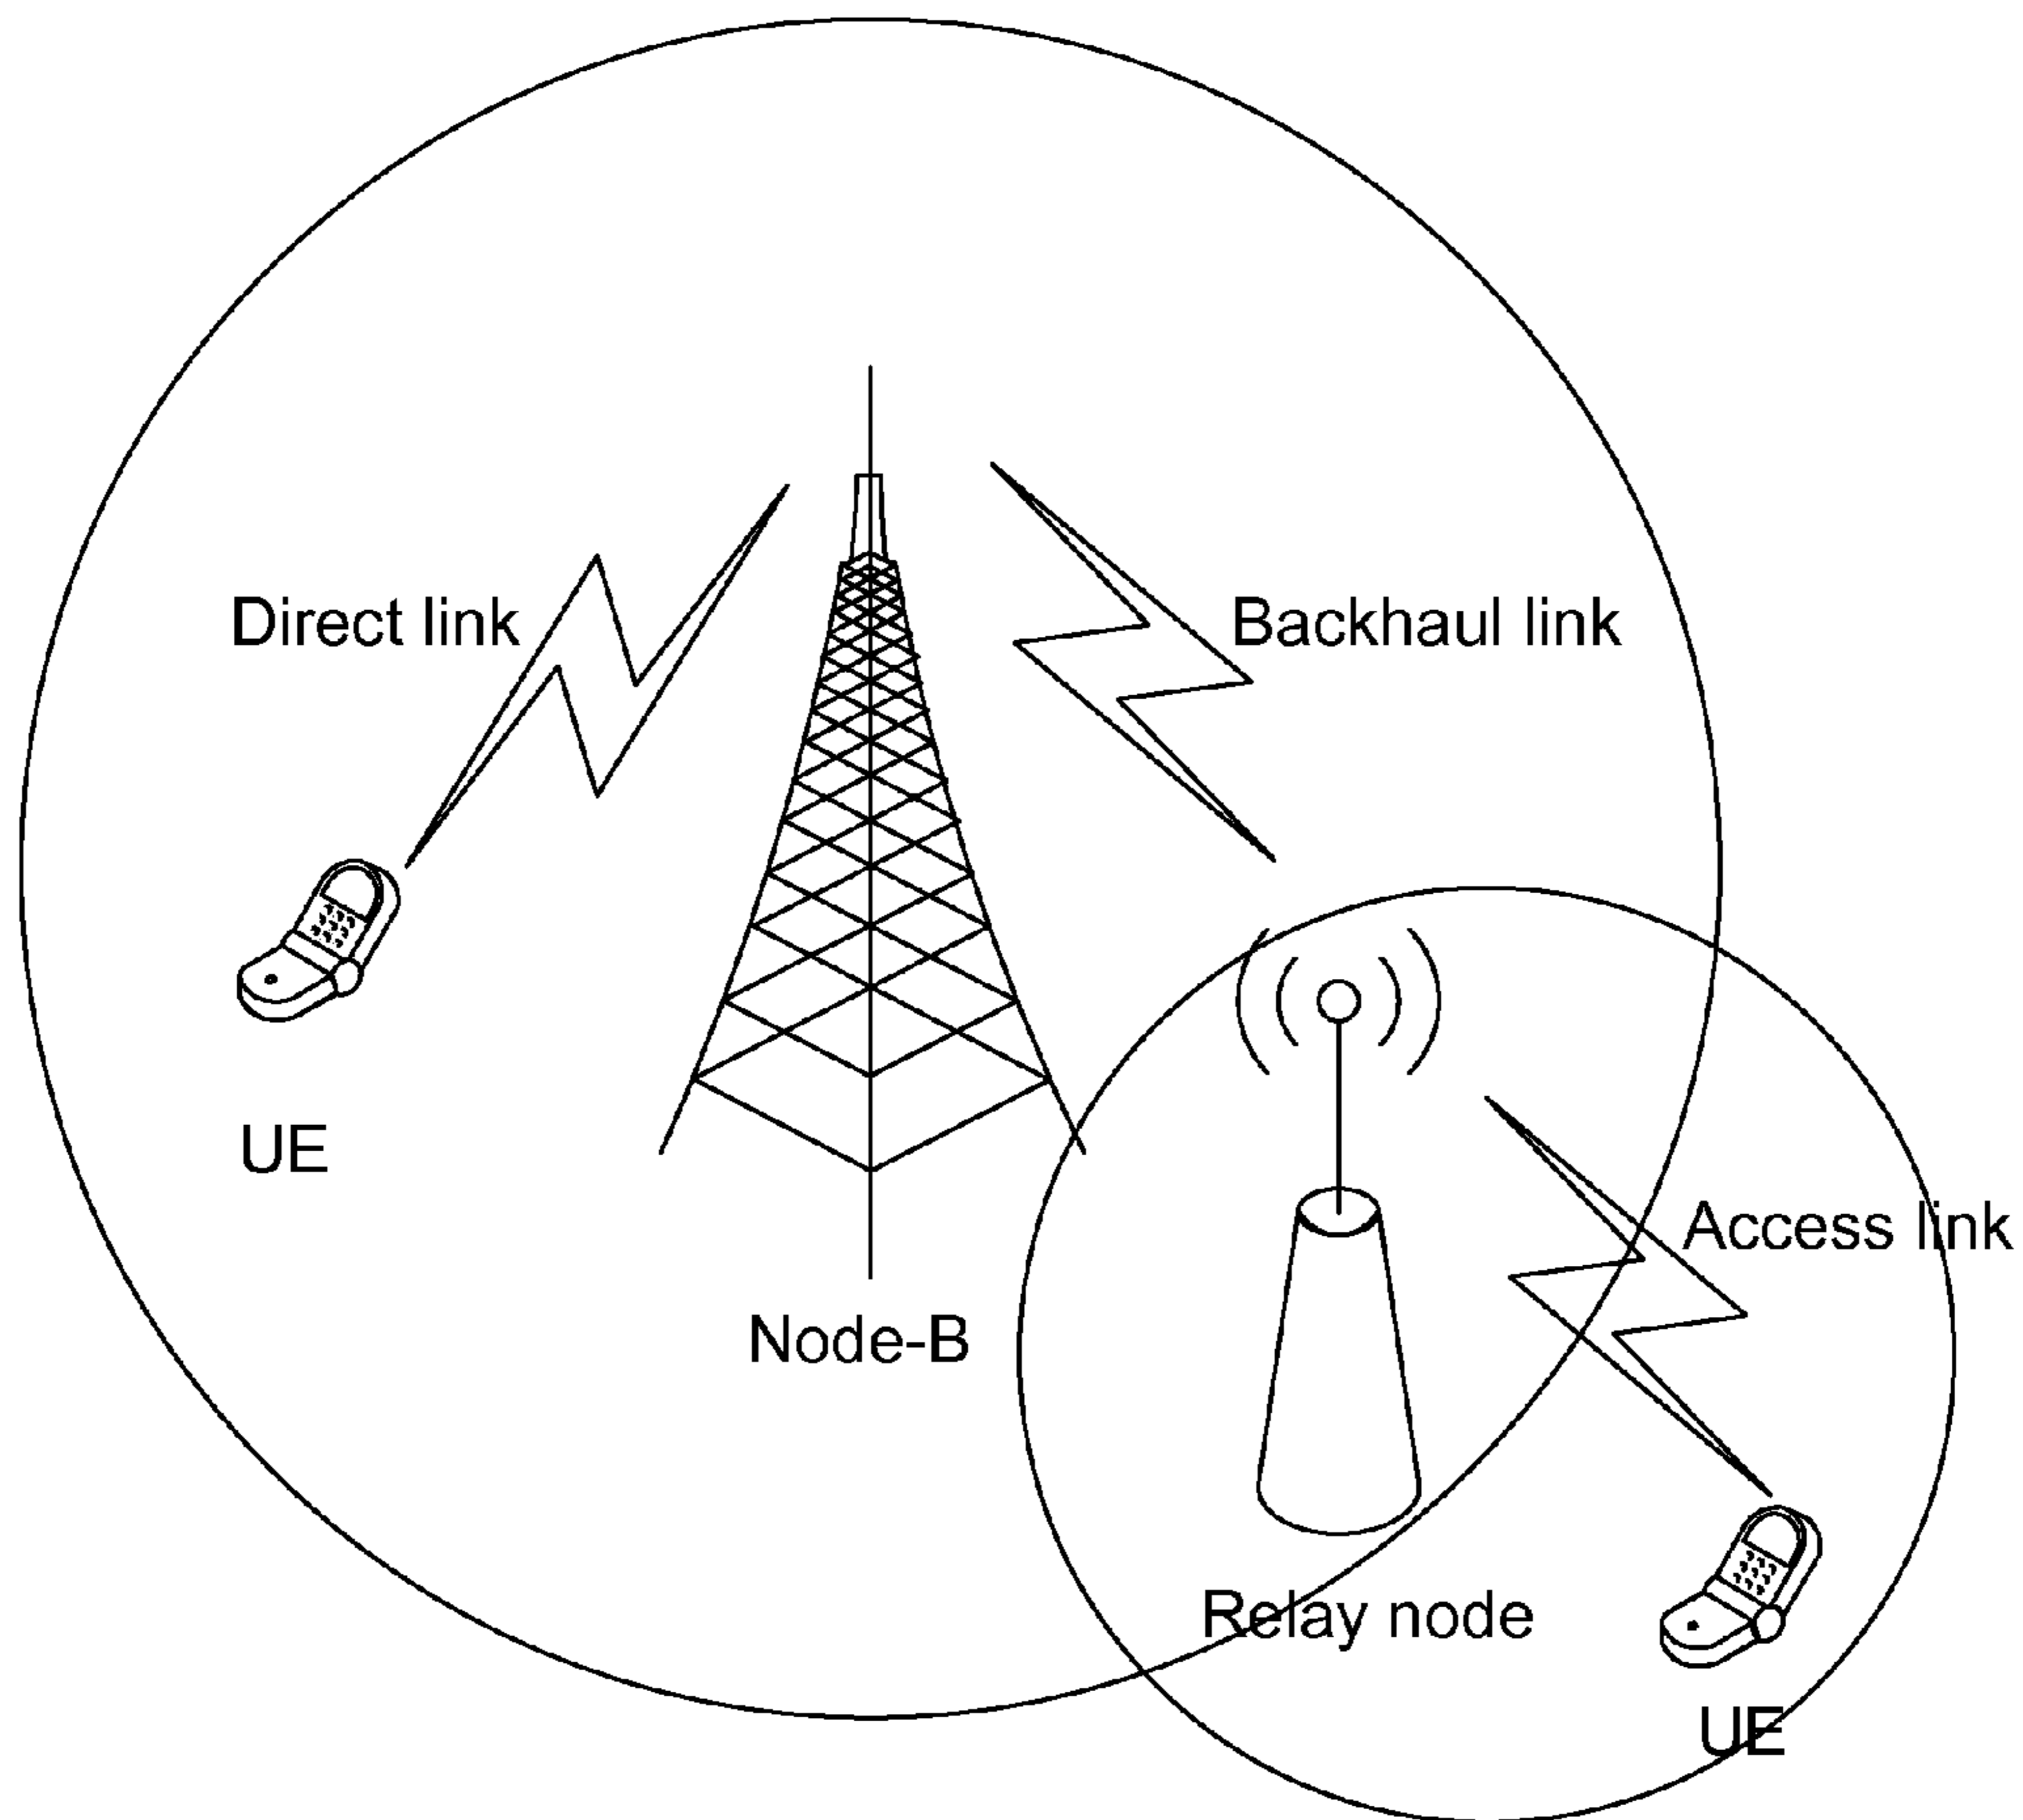 Direct link
Backhaul link
UE
Access link
Node-B
Relay node
UE